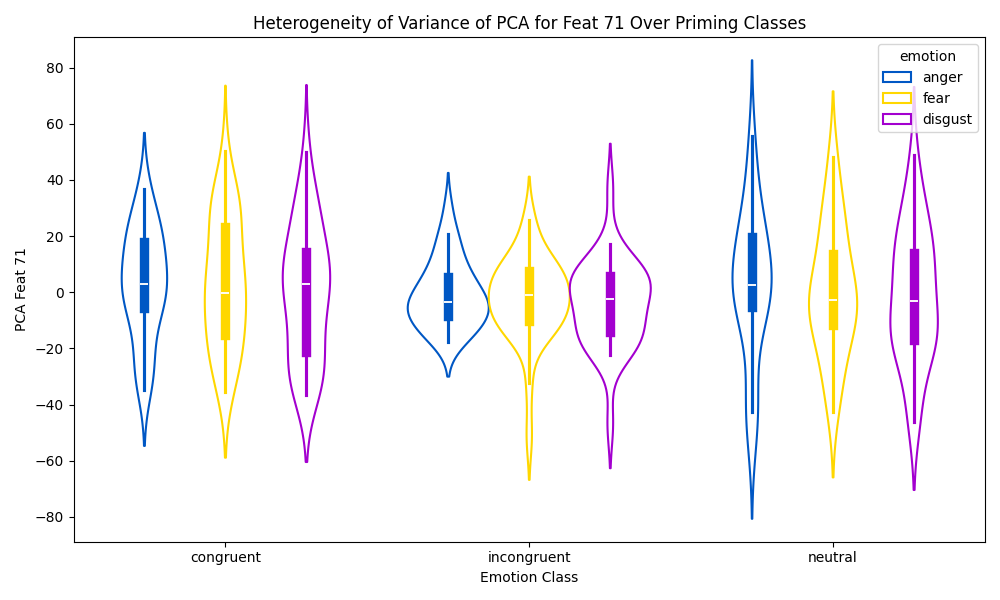 Heterogeneity of Variance of PCA for Feat 71 Over Priming Classes
emotion
anger
fear
disgust
PCA Feat 71
80
60
40
20
0
−20
−40
−60
−80
congruent
incongruent
neutral
Emotion Class